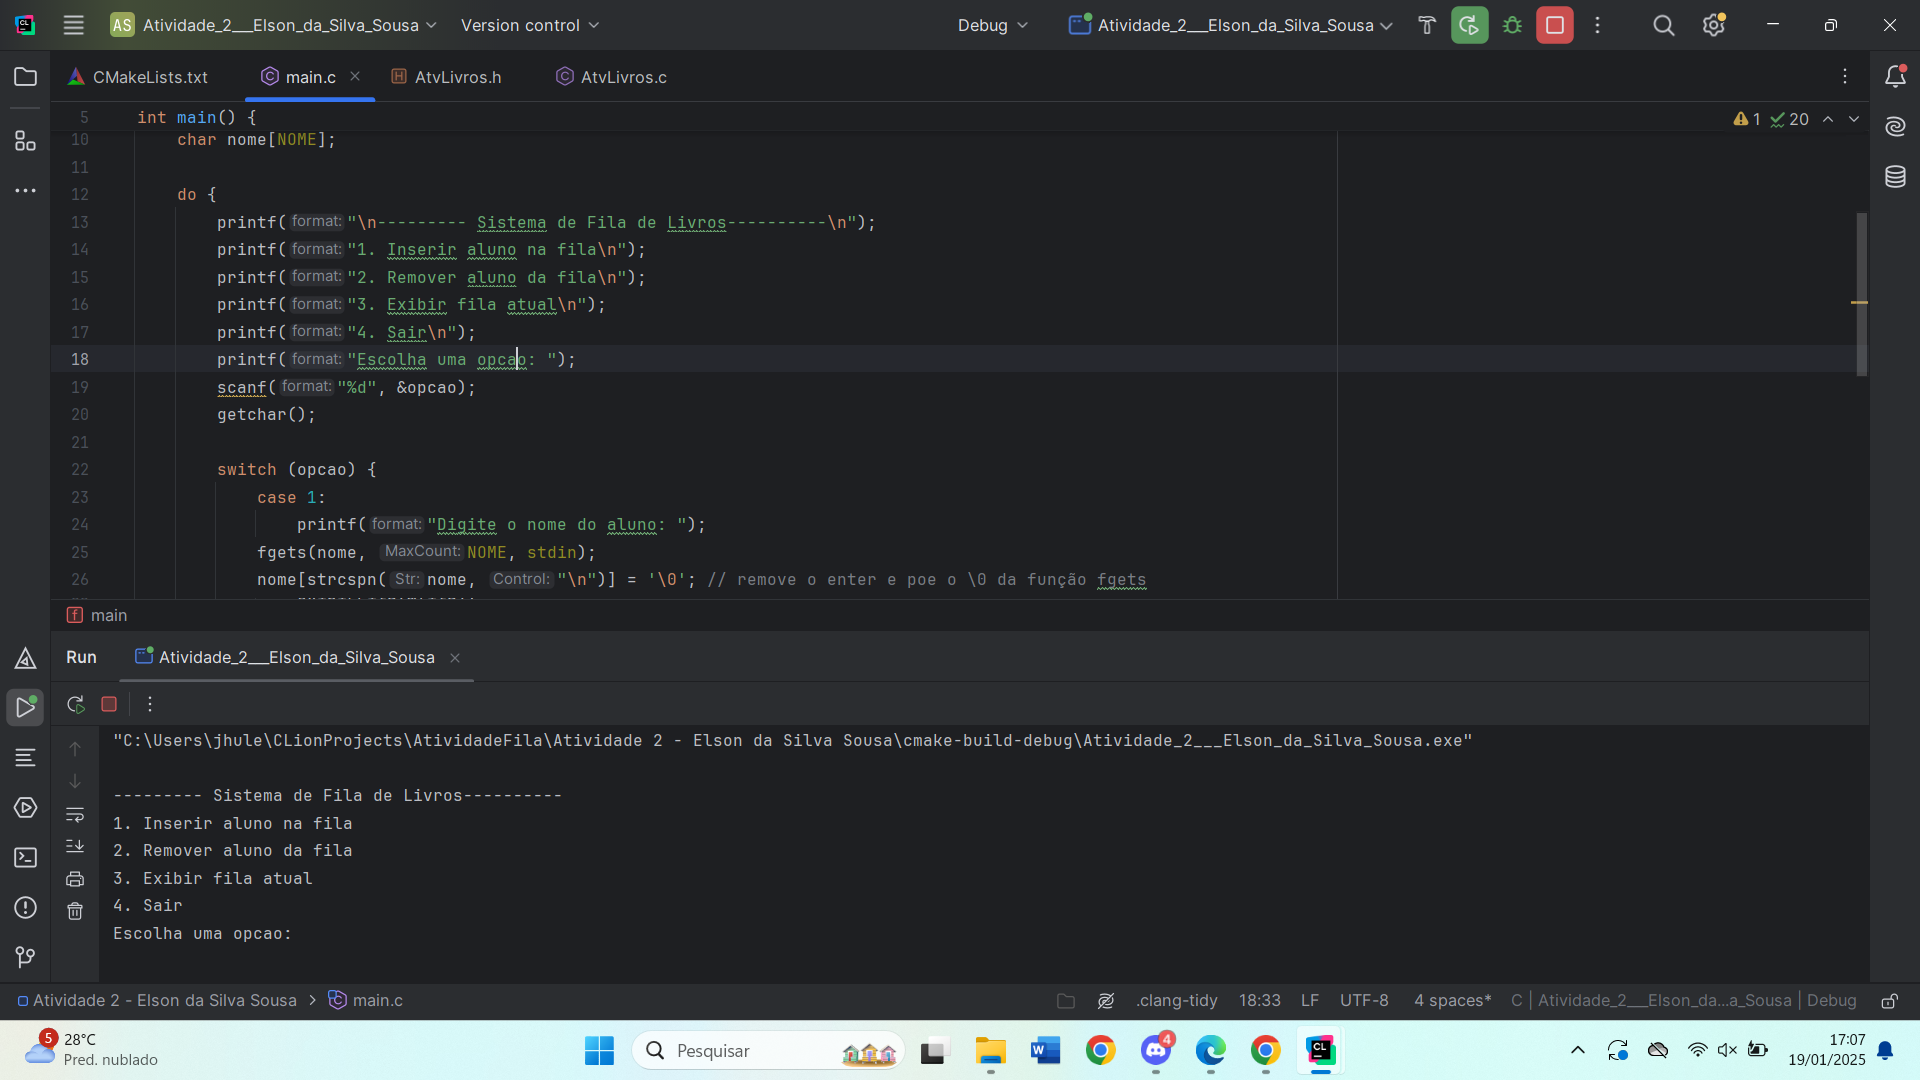 CL
AS Atividade_2___Elson_da_Silva_Sousa Version control Debug Atividade_2___Elson_da_Silva_Sousa
CMakeLists.txt main.c AtvLivros.h AtvLivros.c
5 int main() {
1 20
10 char nome[NOME];
11
12 do {
13 printf(format:"\n--------- Sistema de Fila de Livros----------\n");
14 printf(format:"1. Inserir aluno na fila\n");
15 printf(format:"2. Remover aluno da fila\n");
16 printf(format:"3. Exibir fila atual\n");
17 printf(format:"4. Sair\n");
18 printf(format:"Escolha uma opcao: ");
19 scanf(format:"%d", &opcao);
20 getchar();
21
22 switch (opcao) {
23 case 1:
24 printf(format:"Digite o nome do aluno: ");
25 fgets(nome, MaxCount:NOME, stdin);
26 nome[strcspn(Str:nome, Control:"\n")] = '\0'; // remove o enter e poe o \0 da função fgets
f main
Run Atividade_2___Elson_da_Silva_Sousa
"C:\Users\jhule\CLionProjects\AtividadeFila\Atividade 2 - Elson da Silva Sousa\cmake-build-debug\Atividade_2___Elson_da_Silva_Sousa.exe"
--------- Sistema de Fila de Livros----------
1. Inserir aluno na fila
2. Remover aluno da fila
3. Exibir fila atual
4. Sair
Escolha uma opcao:
Atividade 2 - Elson da Silva Sousa > main.c .clang-tidy 18:33 LF UTF-8 4 spaces* C | Atividade_2___Elson_da...a_Sousa | Debug
5 28°C
Pred. nublado
Pesquisar
4
17:07
19/01/2025